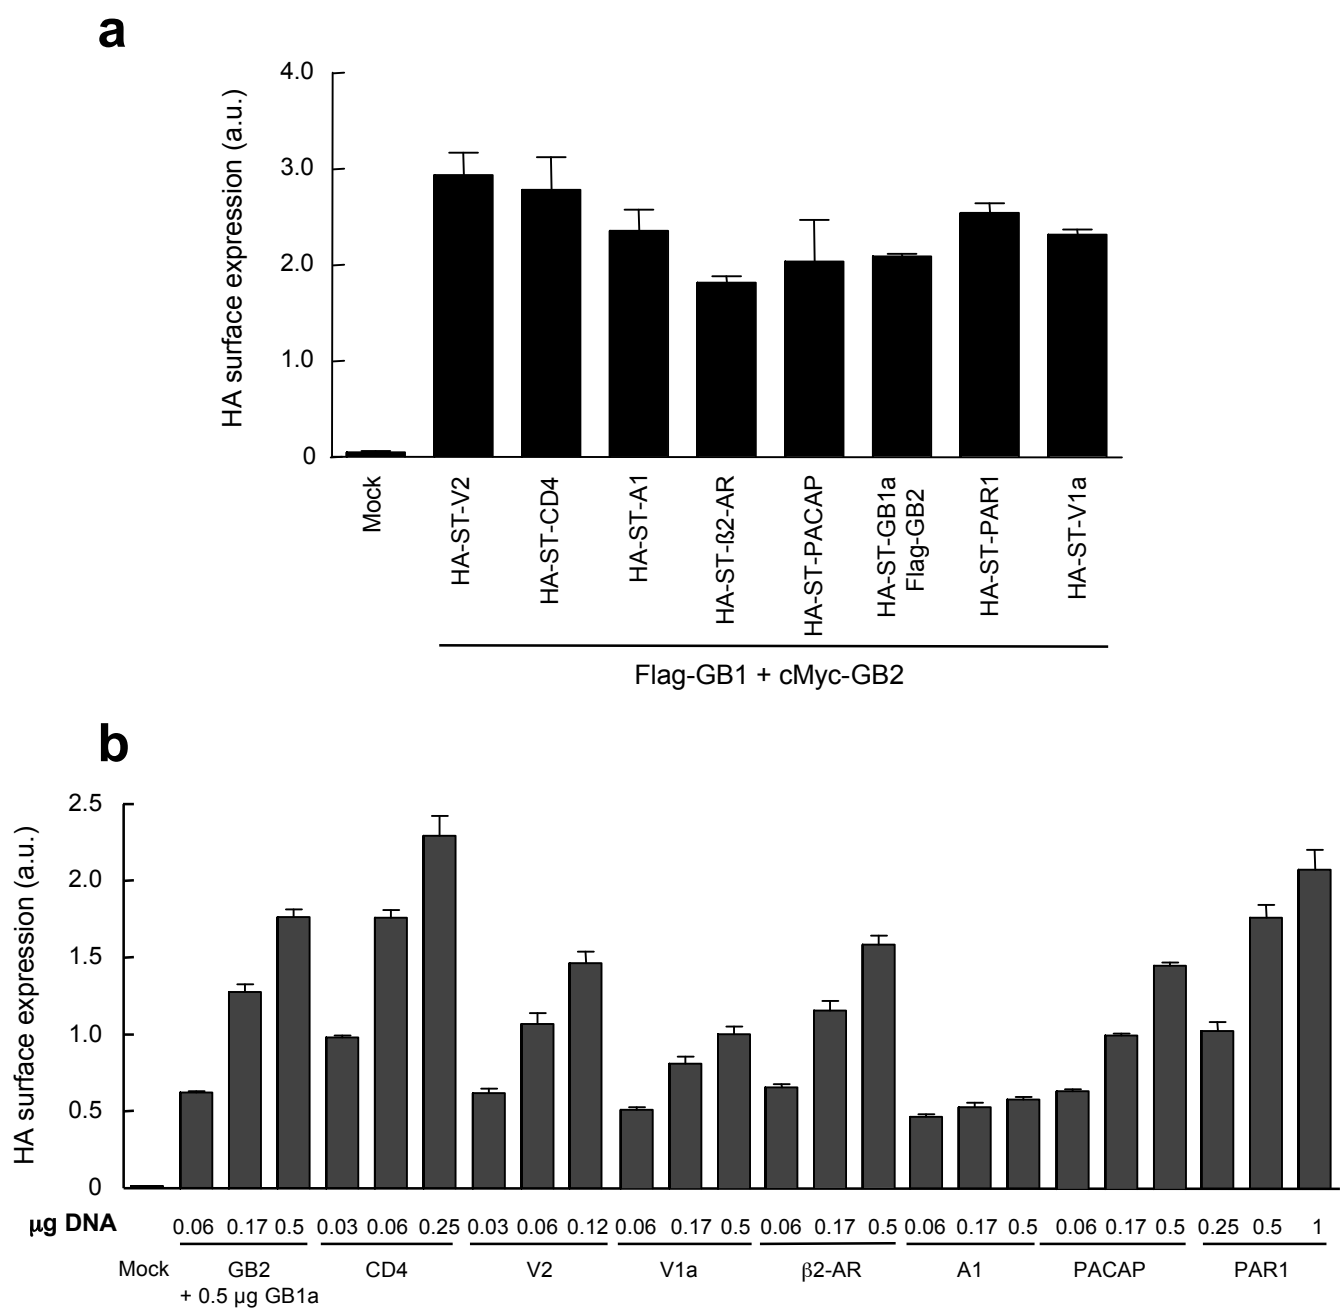 a
HA surface expression (a.u.)
4.0
3.0
2.0
1.0
0
Mock
HA-ST-V2
HA-ST-CD4
HA-ST-A1
HA-ST-ß2-AR
HA-ST-PACAP
HA-ST-GB1a
Flag-GB2
HA-ST-PAR1
HA-ST-V1a
Flag-GB1 + cMyc-GB2
b
HA surface expression (a.u.)
2.5
2.0
1.5
1.0
0.5
0
µg DNA 0.06 0.17 0.5 0.03 0.06 0.25 0.03 0.06 0.12 0.06 0.17 0.5 0.06 0.17 0.5 0.06 0.17 0.5 0.06 0.17 0.5 0.25 0.5 1
Mock GB2 CD4 V2 V1a β2-AR A1 PACAP PAR1
+ 0.5 µg GB1a